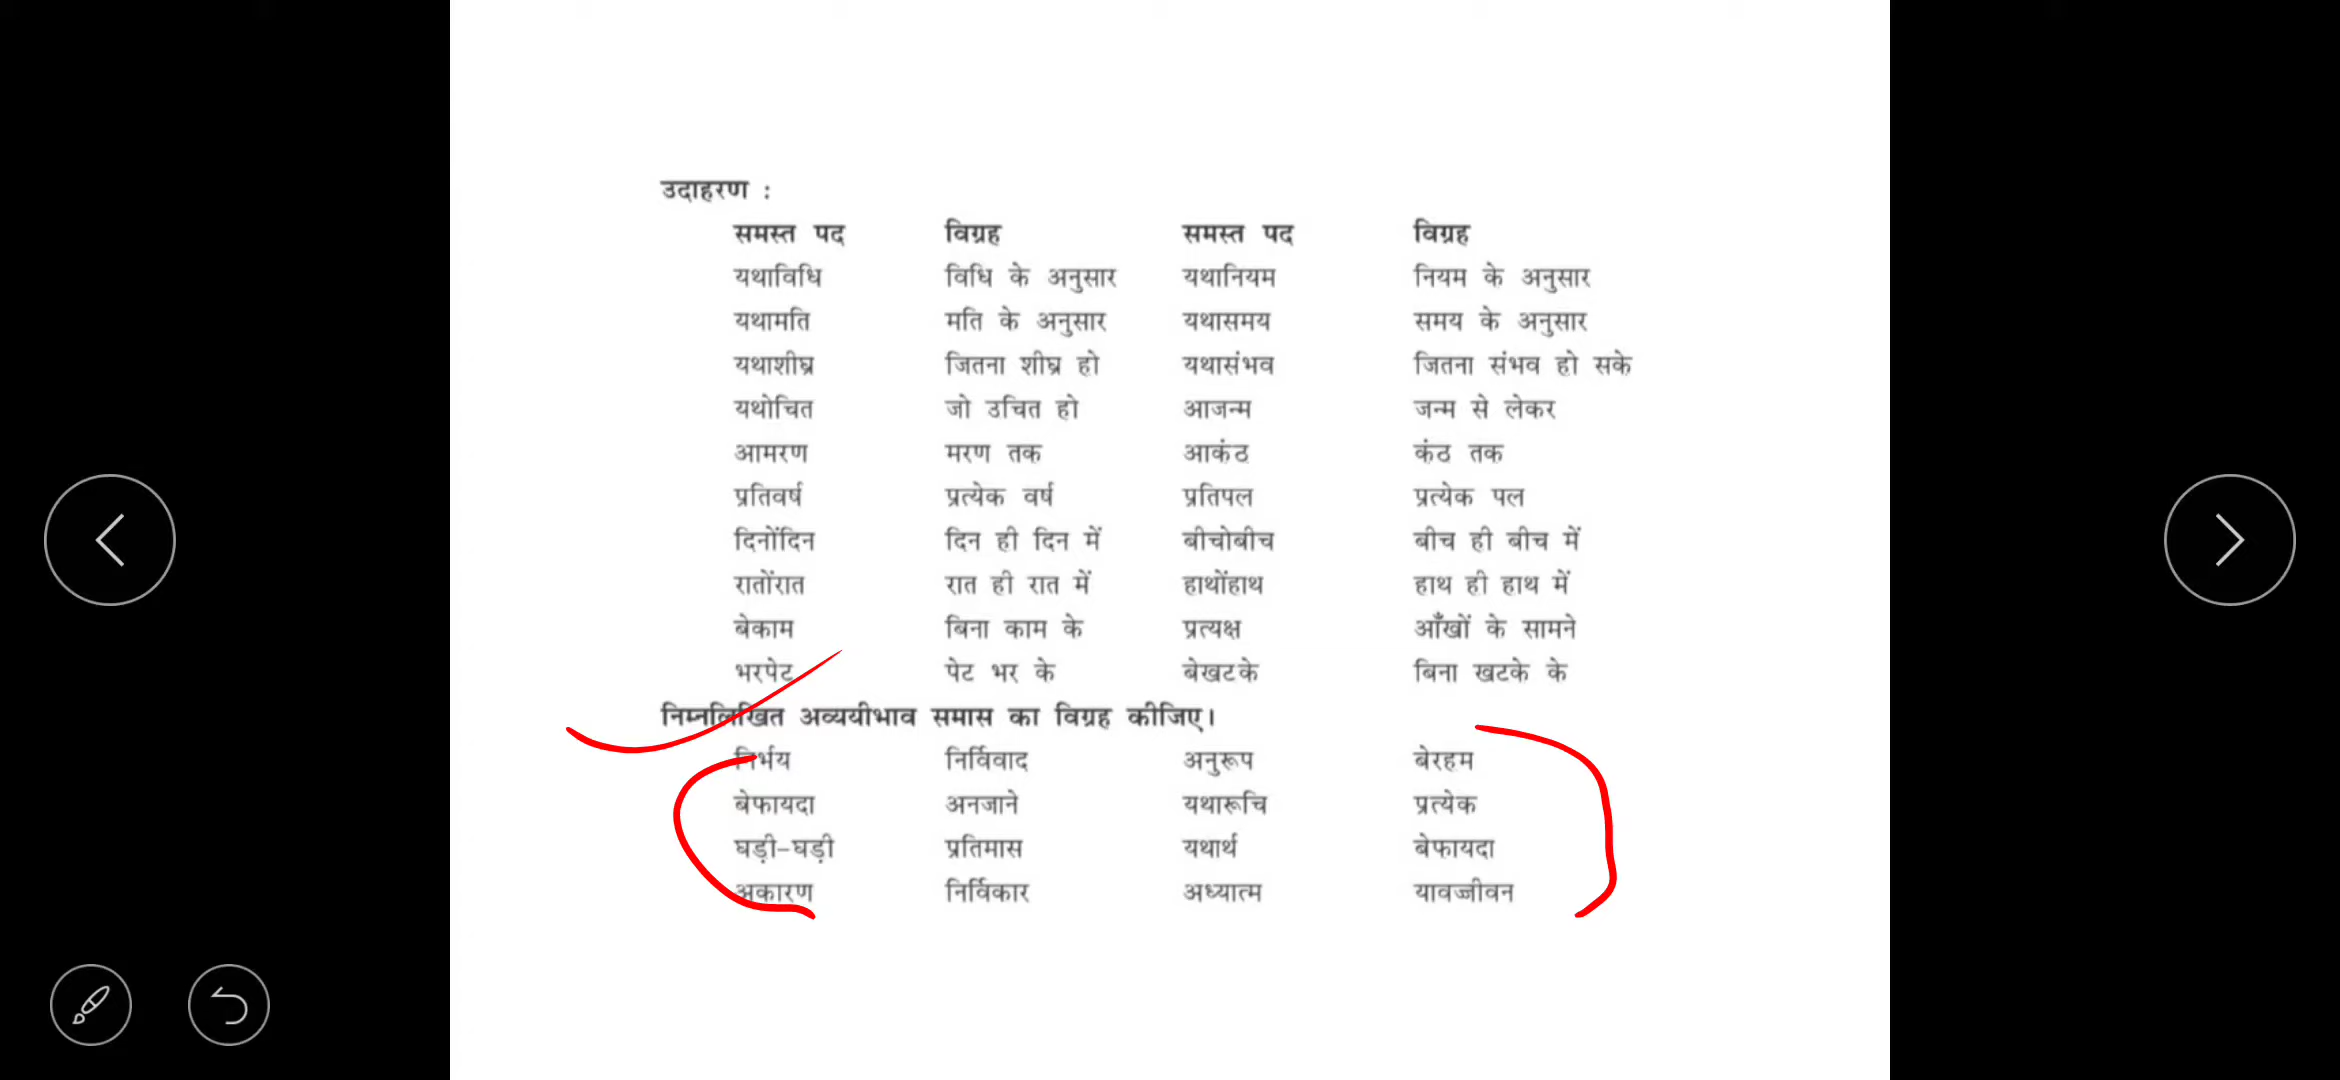 उदाहरण :
समस्त पद विग्रह समस्त पद विग्रह
यथाविधि विधि के अनुसार यथानियम नियम के अनुसार
यथामति मति के अनुसार यथासमय समय के अनुसार
यथाशीघ्र जितना शीघ्र हो यथासंभव जितना संभव हो सके
यथोचित जो उचित हो आजन्म जन्म से लेकर
आमरण मरण तक आकंठ कंठ तक
प्रतिवर्ष प्रत्येक वर्ष प्रतिपल प्रत्येक पल
दिनोंदिन दिन ही दिन में बीचोबीच बीच ही बीच में
रातोंरात रात ही रात में हाथोंहाथ हाथ ही हाथ में
बेकाम बिना काम के प्रत्यक्ष आँखों के सामने
भरपेट पेट भर के बेखटके बिना खटके के
निम्नलिखित अव्ययीभाव समास का विग्रह कीजिए।
निर्भय निर्विवाद अनुरूप बेरहम
बेफायदा अनजाने यथारूचि प्रत्येक
घड़ी-घड़ी प्रतिमास यथार्थ बेफायदा
अकारण निर्विकार अध्यात्म यावज्जीवन